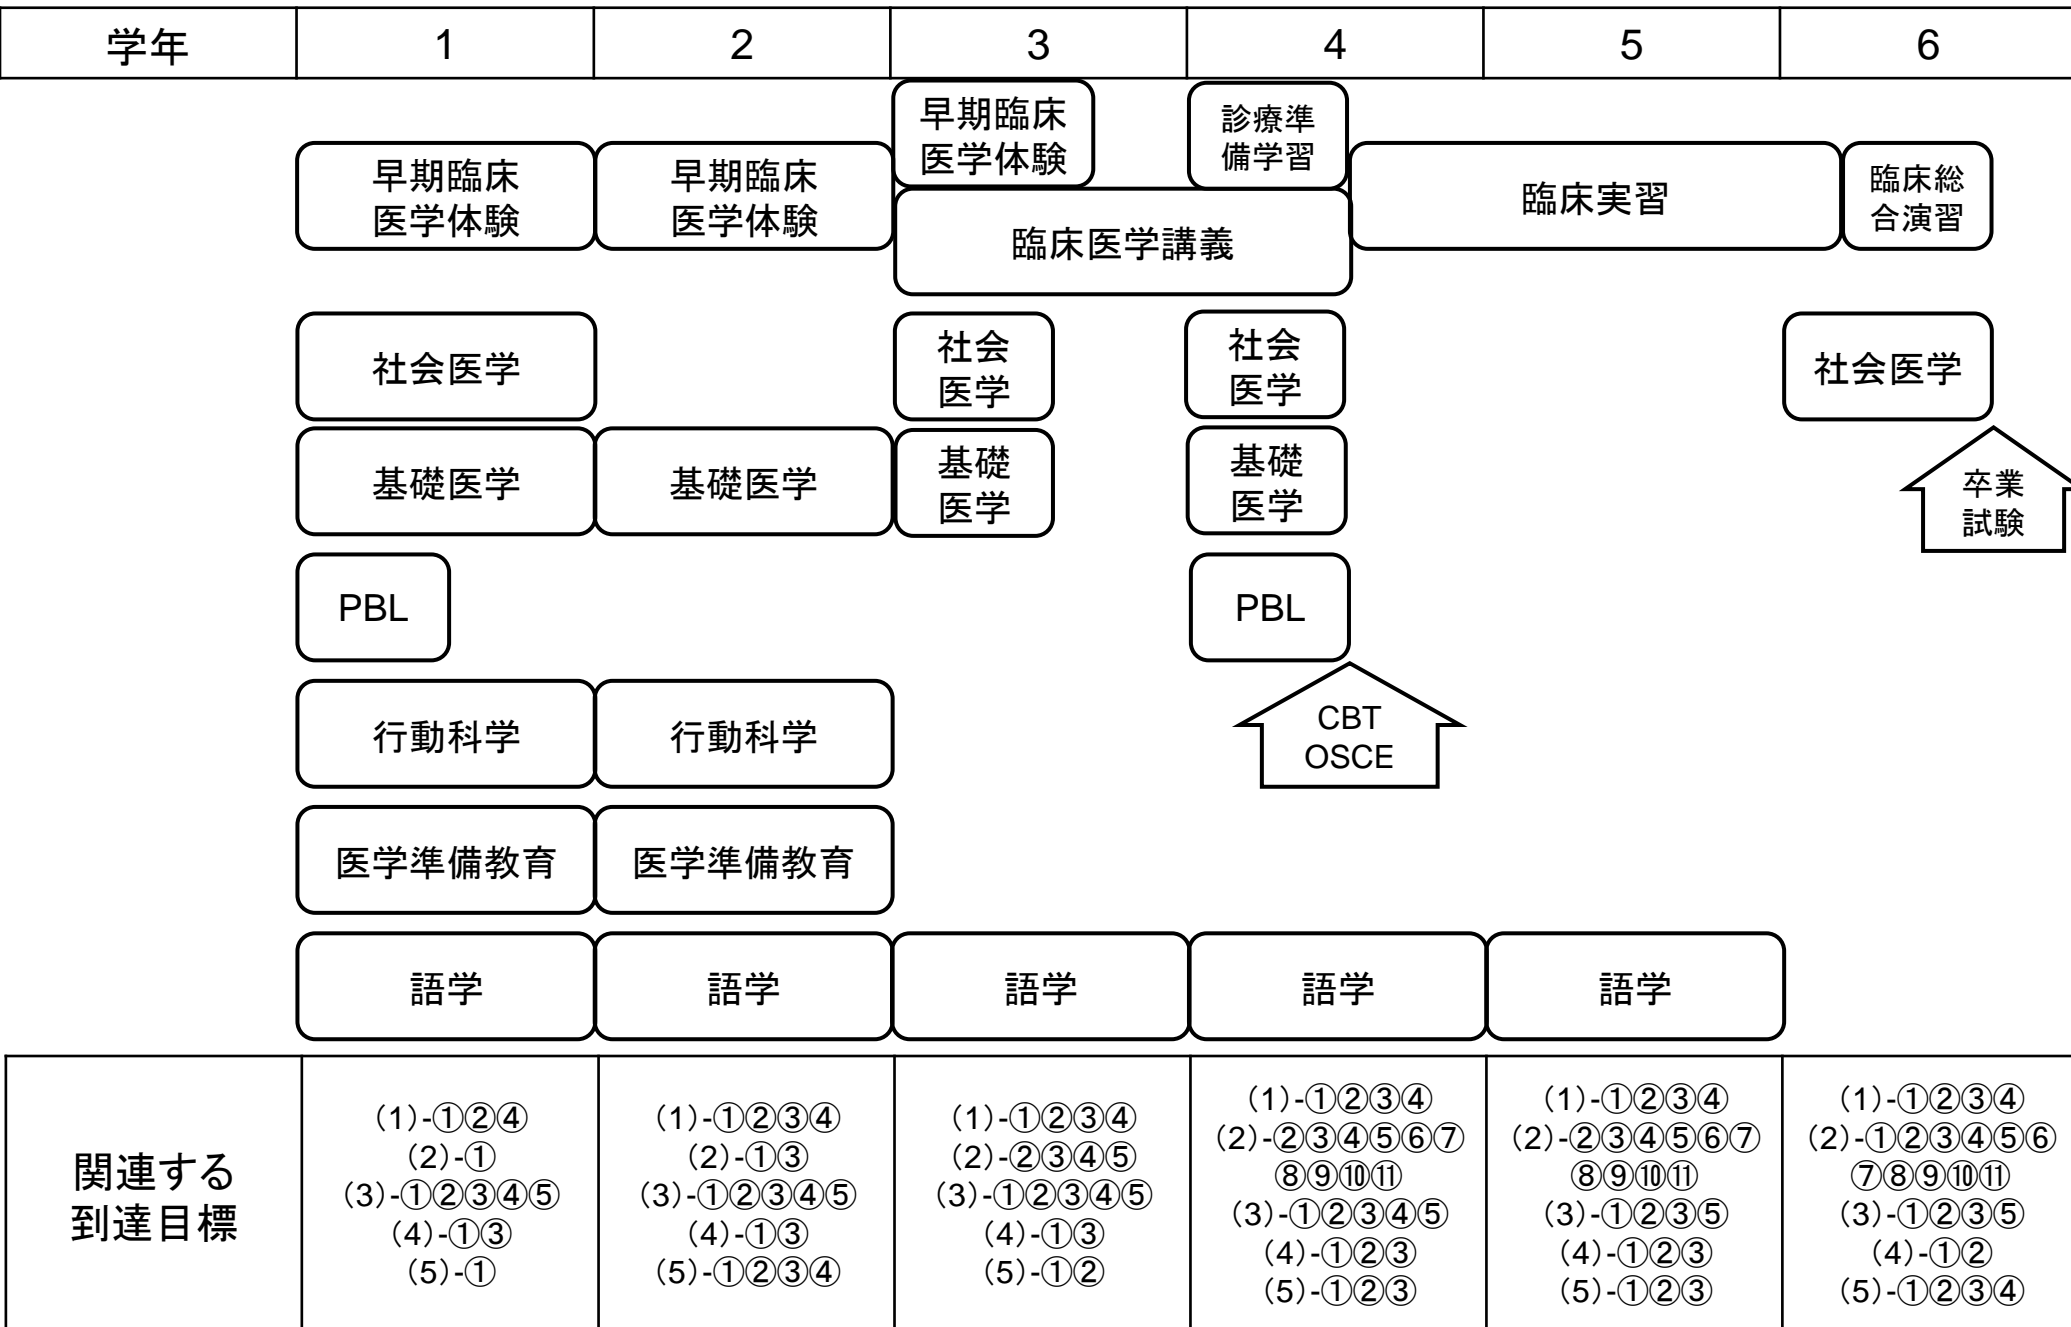 学年 1 2 3 4 5 6
早期臨床
医学体験
早期臨床
医学体験
早期臨床
医学体験
診療準
備学習
臨床医学講義
臨床実習
臨床総
合演習
社会医学
社会
医学
社会
医学
社会医学
基礎医学
基礎医学
基礎
医学
基礎
医学
卒業
試験
PBL
PBL
CBT
OSCE
行動科学
行動科学
医学準備教育
医学準備教育
語学
語学
語学
語学
語学
関連する
到達目標
(1)-①②④
(2)-①
(3)-①②③④⑤
(4)-①③
(5)-①
(1)-①②③④
(2)-①③
(3)-①②③④⑤
(4)-①③
(5)-①②③④
(1)-①②③④
(2)-②③④⑤
(3)-①②③④⑤
(4)-①③
(5)-①②
(1)-①②③④
(2)-②③④⑤⑥⑦
⑧⑨⑩⑪
(3)-①②③④⑤
(4)-①②③
(5)-①②③
(1)-①②③④
(2)-②③④⑤⑥⑦
⑧⑨⑩⑪
(3)-①②③⑤
(4)-①②③
(5)-①②③
(1)-①②③④
(2)-①②③④⑤⑥
⑦⑧⑨⑩⑪
(3)-①②③⑤
(4)-①②
(5)-①②③④